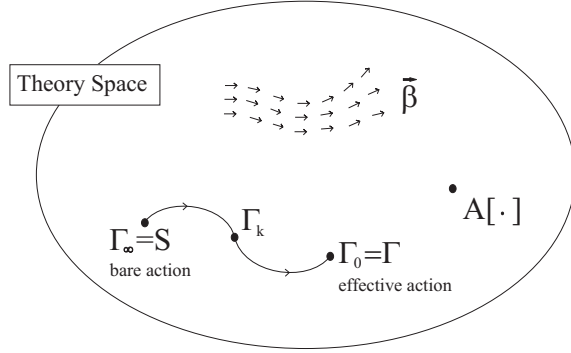 Theory Space
β⃗
A[·]
Γₖ
Γ∞=S
bare action
Γ₀=Γ
effective action